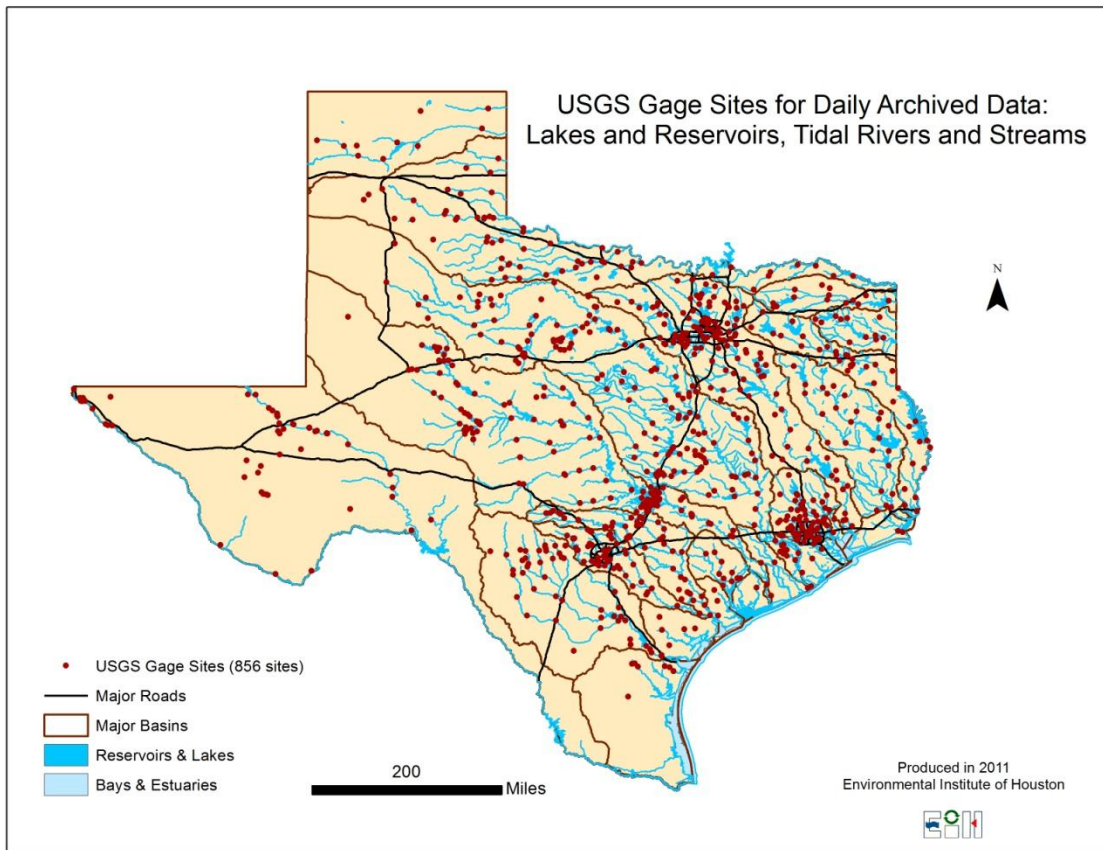 USGS Gage Sites for Daily Archived Data:
Lakes and Reservoirs, Tidal Rivers and Streams
N
USGS Gage Sites (856 sites)
Major Roads
Major Basins
Reservoirs & Lakes
Bays & Estuaries
200
Miles
Produced in 2011
Environmental Institute of Houston
EIH